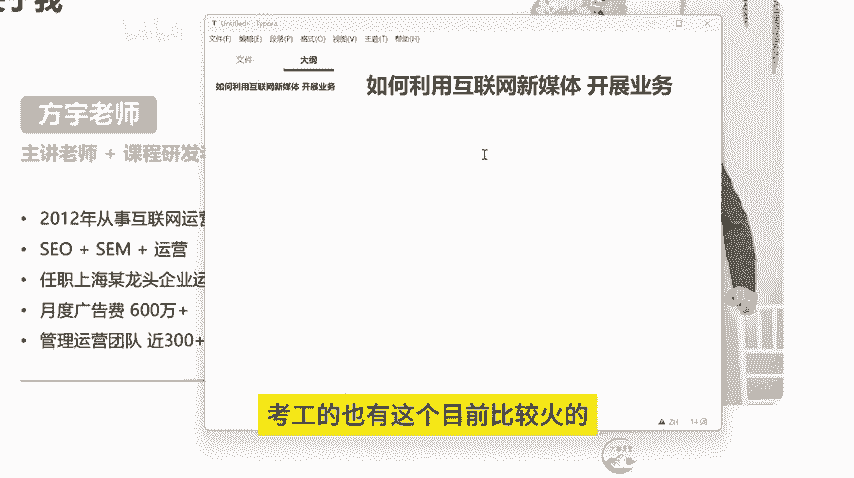 Untitled - Typora
文件(F) 编辑(E) 段落(P) 格式(O) 视图(V) 主题(T) 帮助(H)
文件 大纲
如何利用互联网新媒体 开展业务
如何利用互联网新媒体 开展业务
方宇老师
主讲老师 + 课程研发
• 2012年从事互联网运营
• SEO + SEM + 运营
• 任职上海某龙头企业运
• 月度广告费 600万+
• 管理运营团队 近300+
考工的也有这个目前比较火的